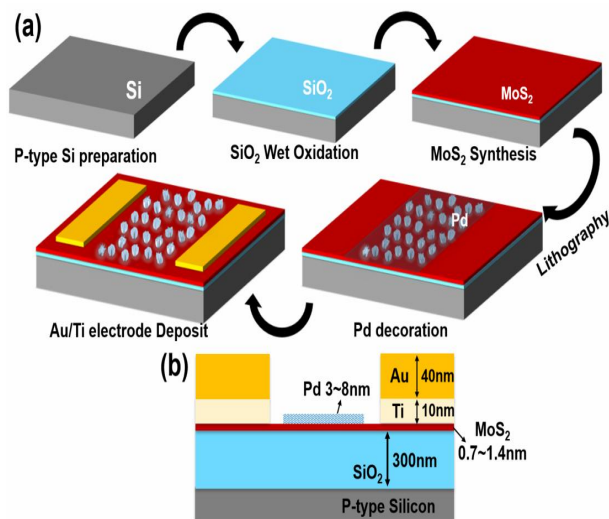 (a)
Si
SiO₂
MoS₂
P-type Si preparation
SiO₂ Wet Oxidation
MoS₂ Synthesis
Lithography
Pd
Au/Ti electrode Deposit
Pd decoration
(b)
Au
40nm
Pd 3~8nm
Ti
10nm
MoS₂
0.7~1.4nm
SiO₂
300nm
P-type Silicon